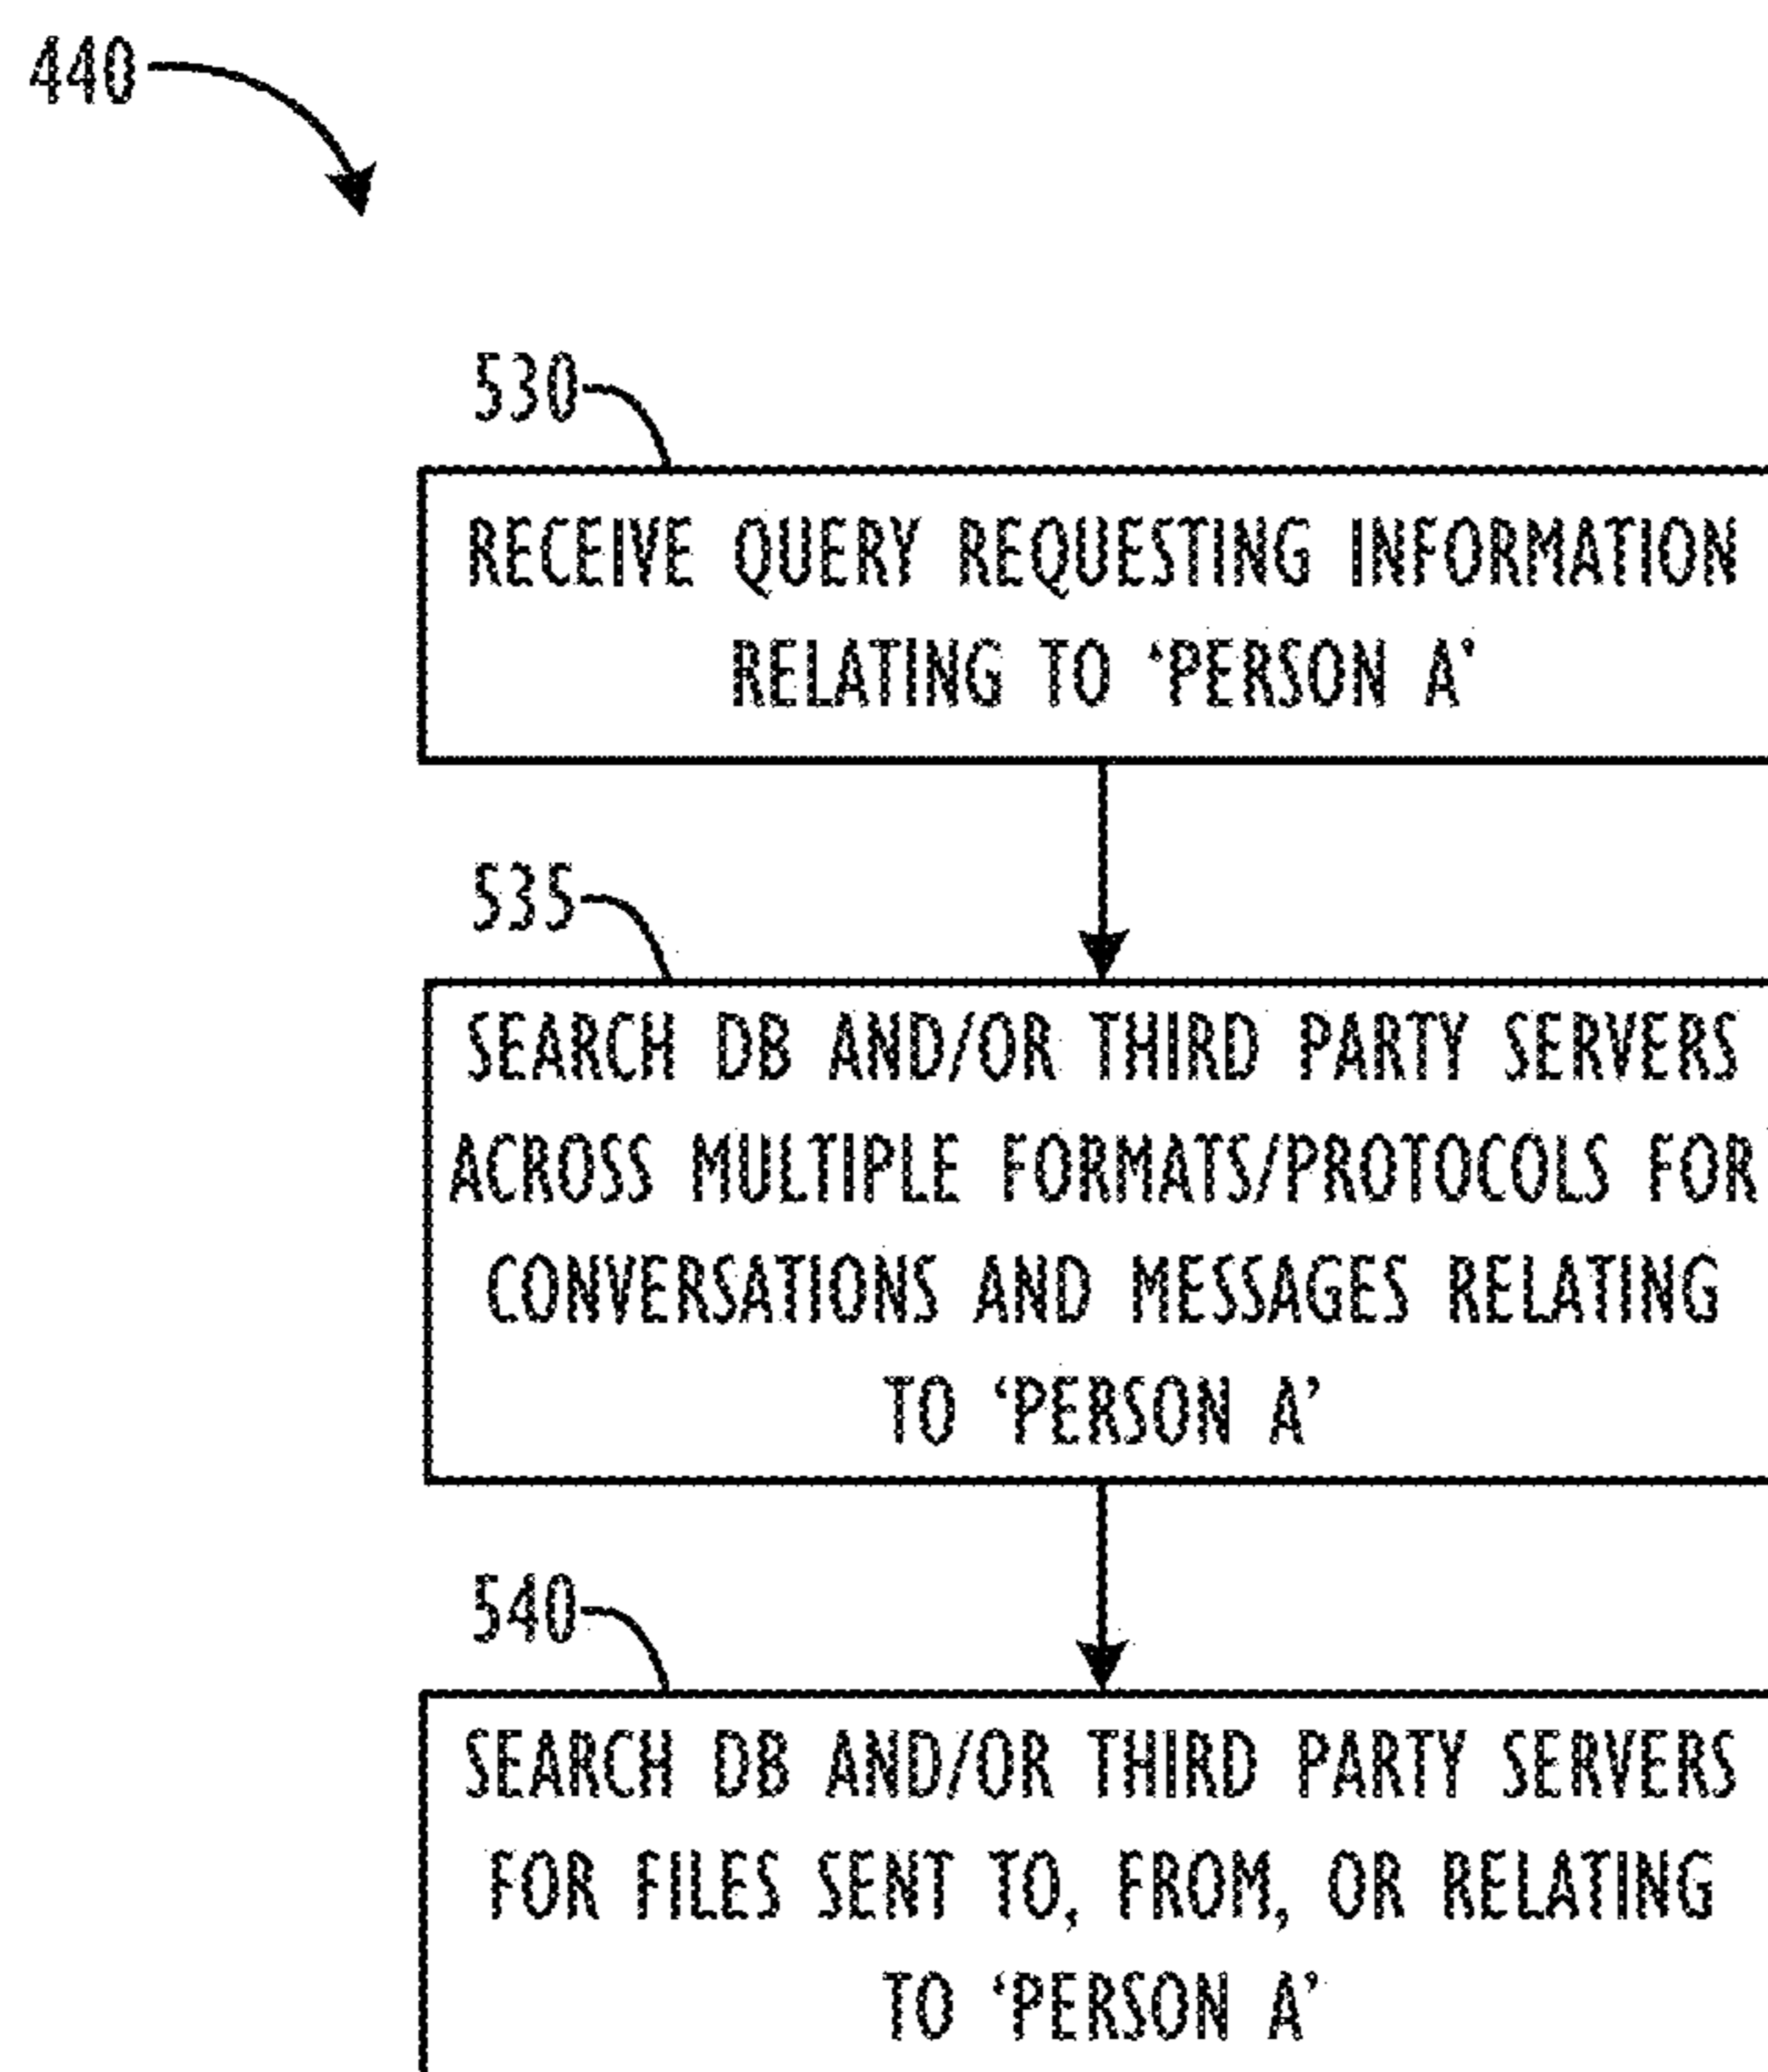 440
530
RECEIVE QUERY REQUESTING INFORMATION
RELATING TO ‘PERSON A’
535
SEARCH DB AND/OR THIRD PARTY SERVERS
ACROSS MULTIPLE FORMATS/PROTOCOLS FOR
CONVERSATIONS AND MESSAGES RELATING
TO ‘PERSON A’
540
SEARCH DB AND/OR THIRD PARTY SERVERS
FOR FILES SENT TO, FROM, OR RELATING
TO ‘PERSON A’